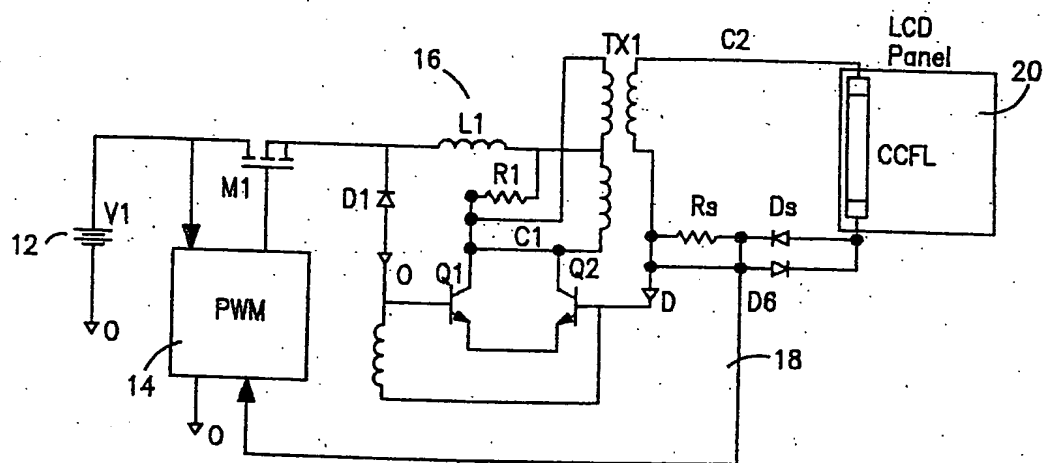 LCD
Panel
TX1
C2
16
20
L1
CCFL
M1
R1
D1
Rs
Ds
V1
12
C1
O
Q1
Q2
PWM
D
D6
O
14
18
O